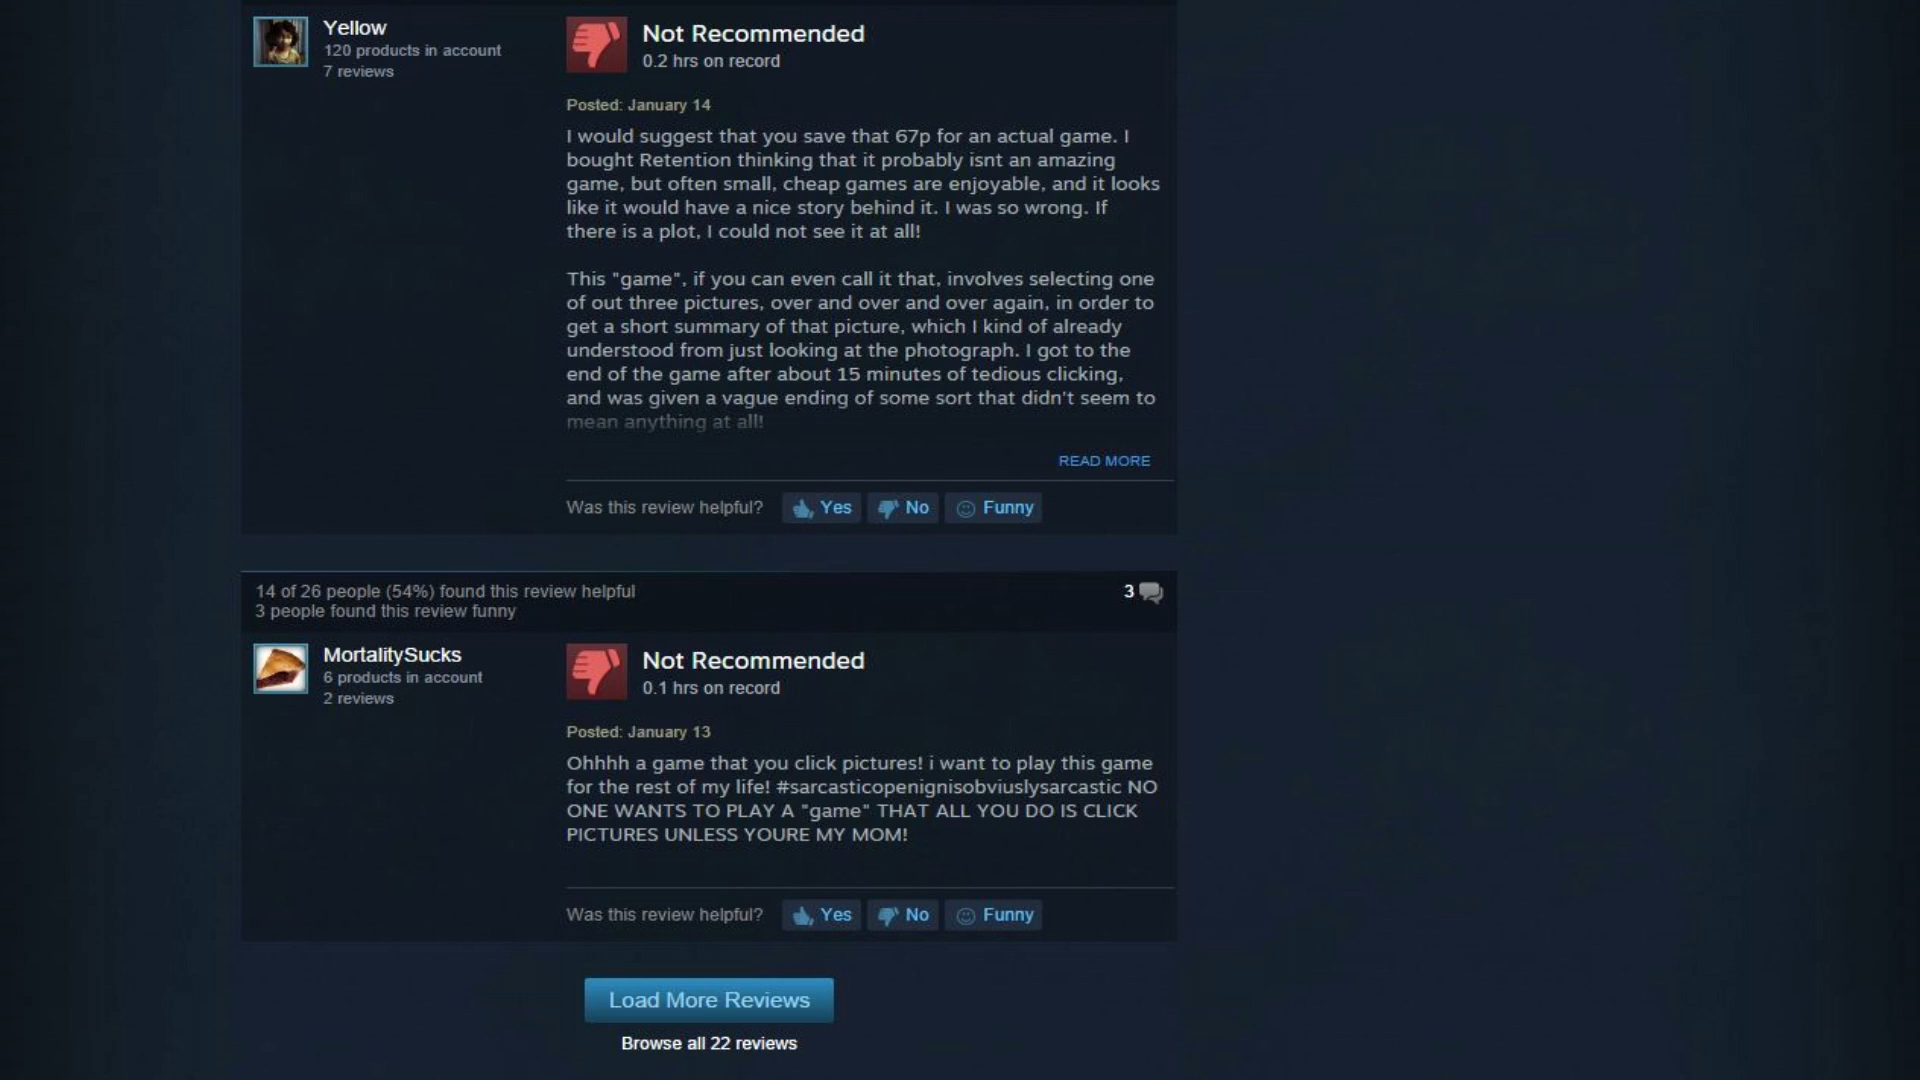 Yellow
120 products in account
7 reviews
Not Recommended
0.2 hrs on record
Posted: January 14
I would suggest that you save that 67p for an actual game. I
bought Retention thinking that it probably isnt an amazing
game, but often small, cheap games are enjoyable, and it looks
like it would have a nice story behind it. I was so wrong. If
there is a plot, I could not see it at all!
This "game", if you can even call it that, involves selecting one
of out three pictures, over and over and over again, in order to
get a short summary of that picture, which I kind of already
understood from just looking at the photograph. I got to the
end of the game after about 15 minutes of tedious clicking,
and was given a vague ending of some sort that didn't seem to
mean anything at all!
READ MORE
Was this review helpful? Yes No Funny
14 of 26 people (54%) found this review helpful
3 people found this review funny
3
MortalitySucks
6 products in account
2 reviews
Not Recommended
0.1 hrs on record
Posted: January 13
Ohhhh a game that you click pictures! i want to play this game
for the rest of my life! #sarcasticopenignisobviuslysarcastic NO
ONE WANTS TO PLAY A "game" THAT ALL YOU DO IS CLICK
PICTURES UNLESS YOURE MY MOM!
Was this review helpful? Yes No Funny
Load More Reviews
Browse all 22 reviews